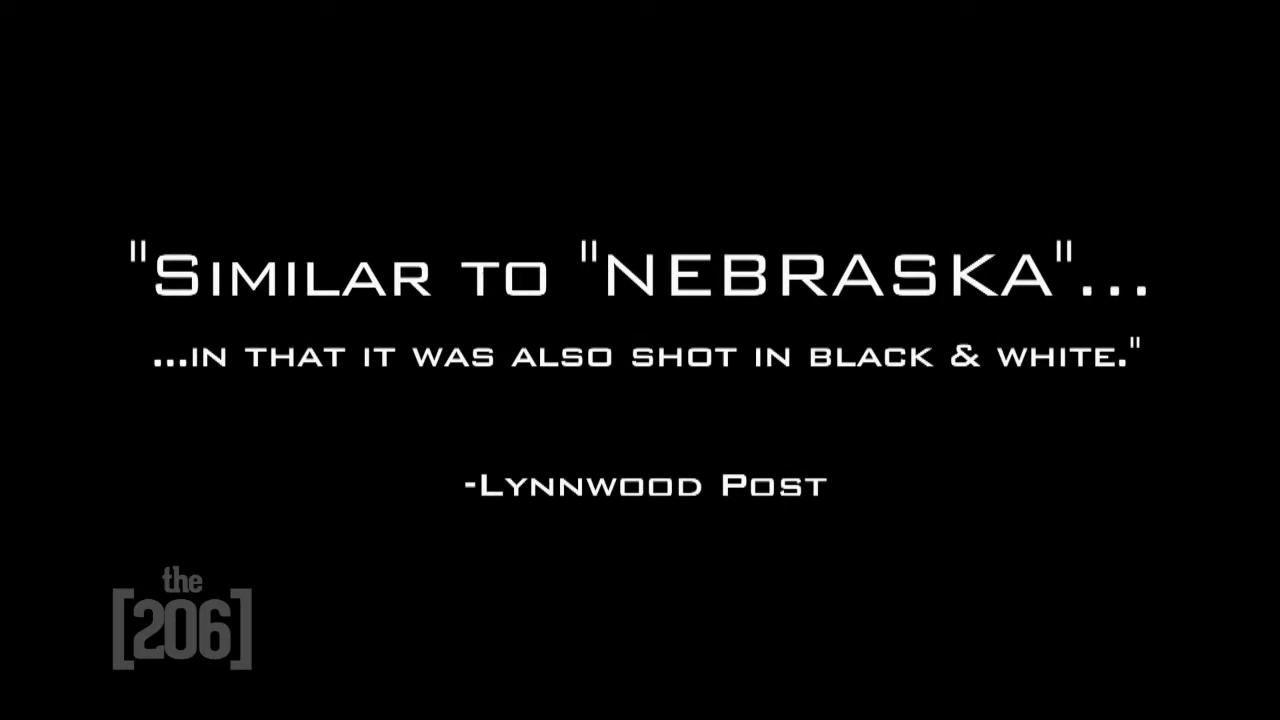 "Similar to "NEBRASKA"...
...in that it was also shot in black & white."
-Lynnwood Post
the
[206]